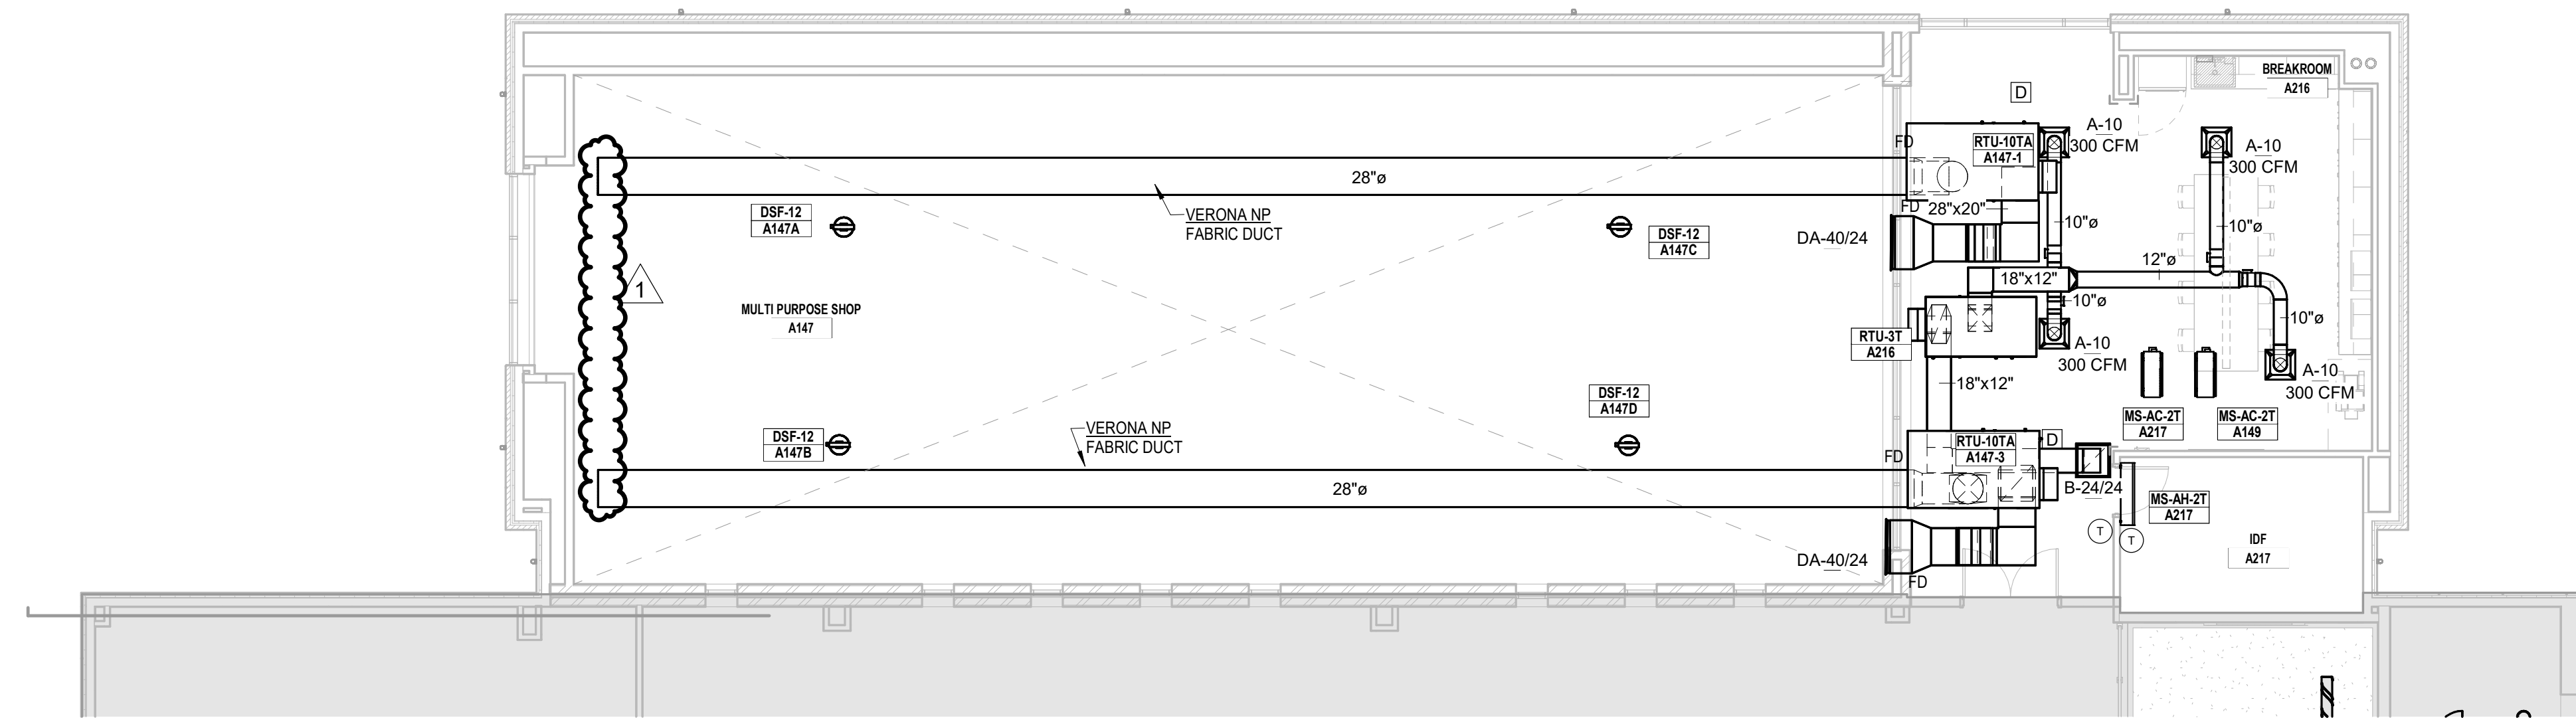 BREAKROOM
A216
D
A-10
300 CFM
A-10
300 CFM
FD
RTU-10TA
A147-1
28"ø
DSF-12
A147A
VERONA NP
FABRIC DUCT
FD
28"x20"
10"ø
10"ø
DSF-12
A147C
DA-40/24
12"ø
18"x12"
1
10"ø
10"ø
MULTI PURPOSE SHOP
A147
RTU-3T
A216
A-10
300 CFM
A-10
300 CFM
18"x12"
DSF-12
A147D
MS-AC-2T
A217
MS-AC-2T
A149
DSF-12
A147B
VERONA NP
FABRIC DUCT
RTU-10TA
A147-3
D
FD
28"ø
B-24/24
MS-AH-2T
A217
T
T
IDF
A217
DA-40/24
FD